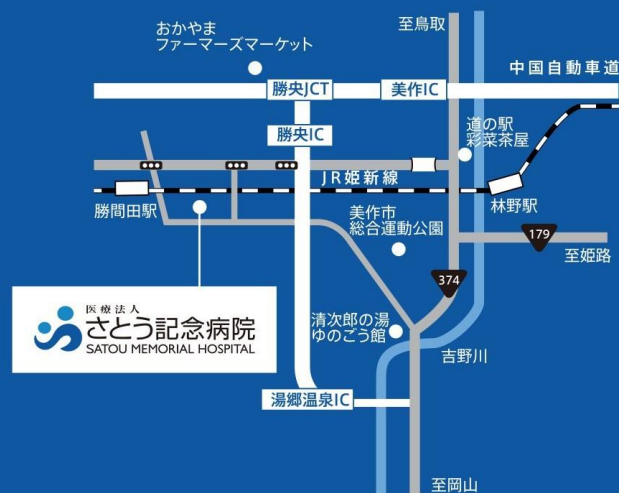 至鳥取
おかやま
ファーマーズマーケット
中国自動車道
勝央JCT
美作IC
勝央IC
道の駅
彩菜茶屋
JR姫新線
勝間田駅
林野駅
美作市
総合運動公園
179
至姫路
374
医療法人
さとう記念病院
SATOU MEMORIAL HOSPITAL
清次郎の湯
ゆのごう館
吉野川
湯郷温泉IC
至岡山